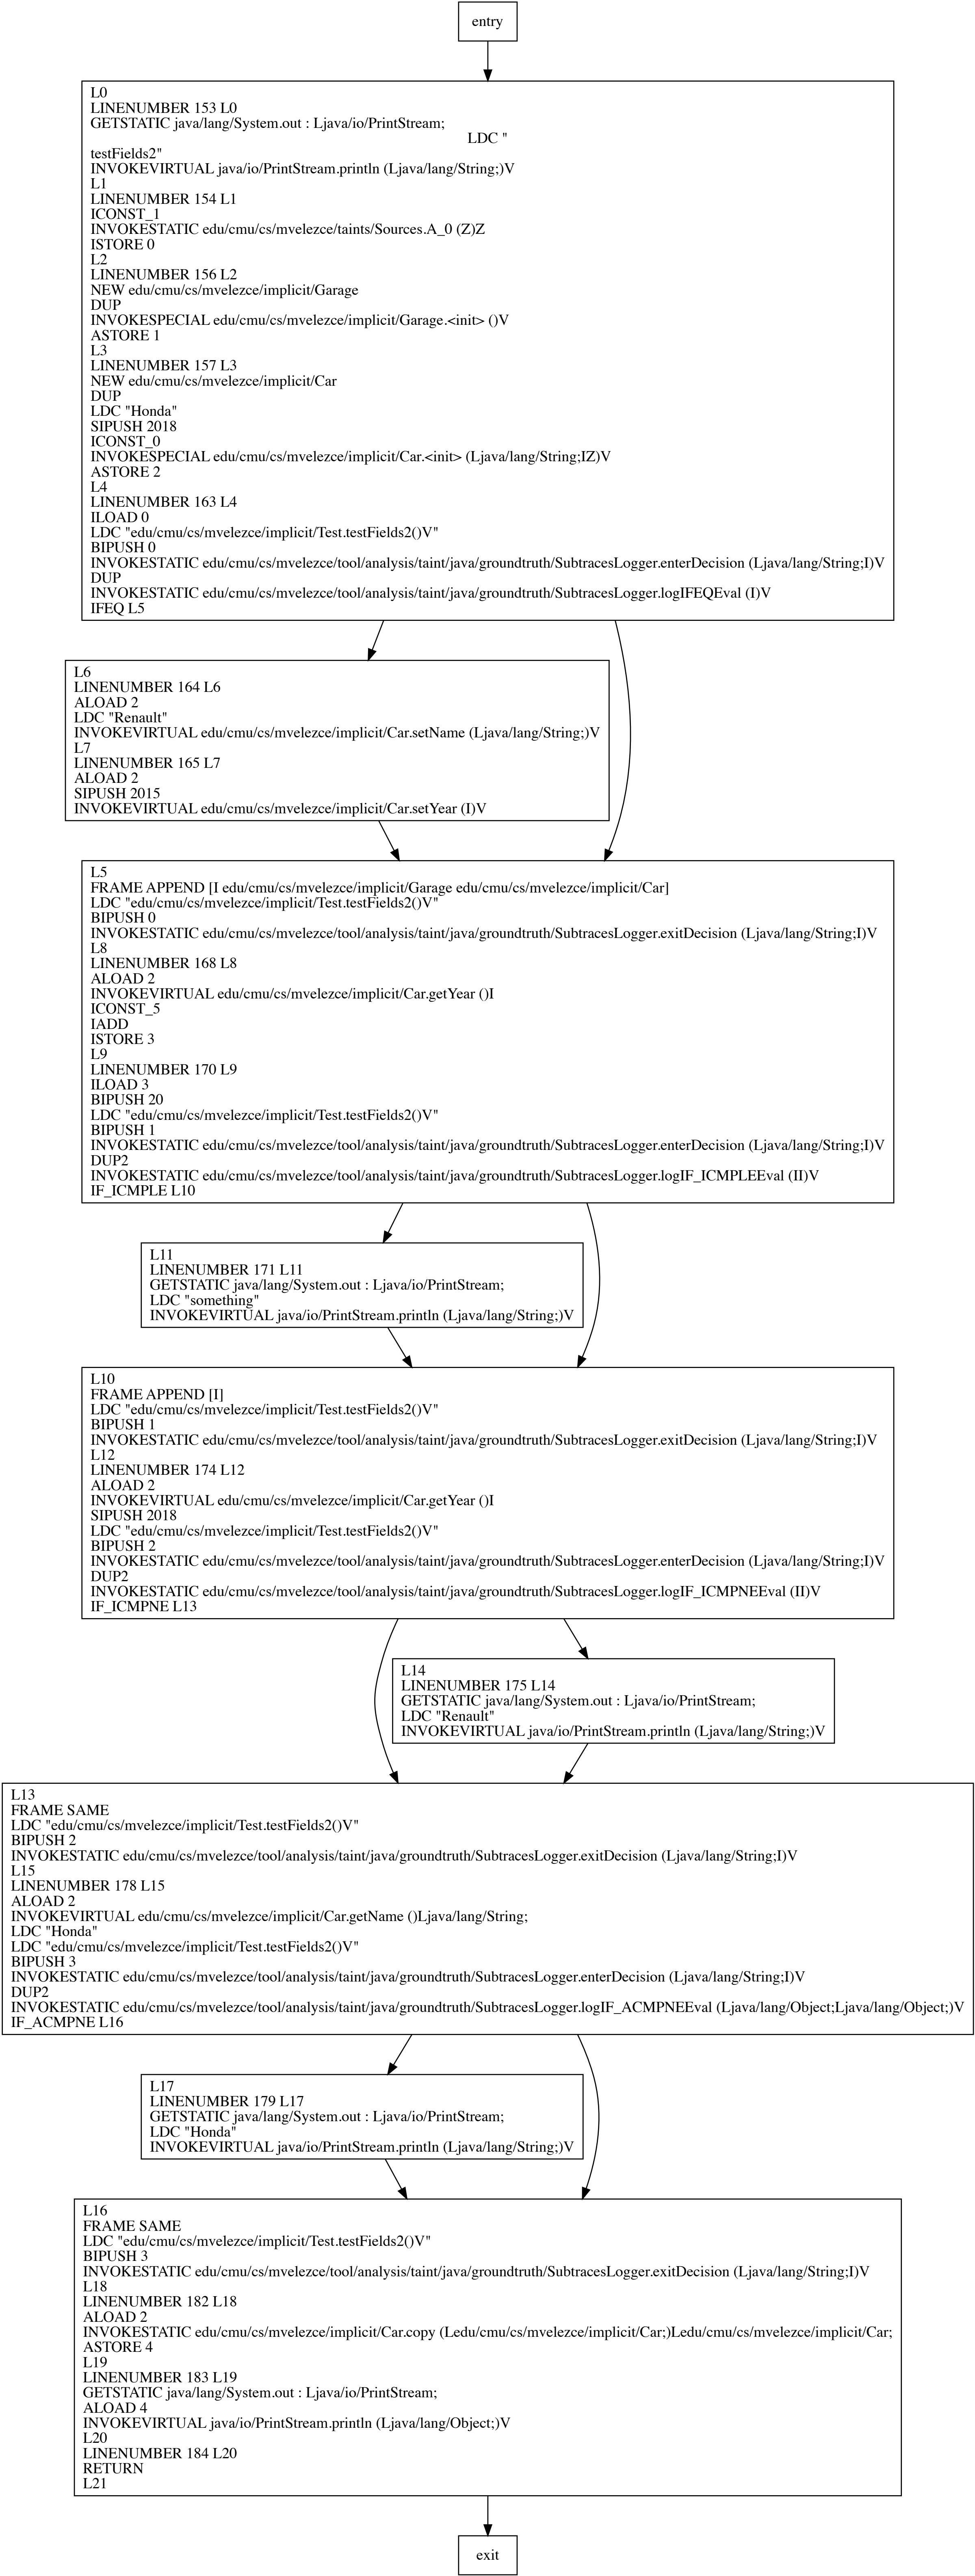 entry
L0
LINENUMBER 153 L0
GETSTATIC java/lang/System.out : Ljava/io/PrintStream;
LDC "
testFields2"
INVOKEVIRTUAL java/io/PrintStream.println (Ljava/lang/String;)V
L1
LINENUMBER 154 L1
ICONST_1
INVOKESTATIC edu/cmu/cs/mvelezce/taints/Sources.A_0 (Z)Z
ISTORE 0
L2
LINENUMBER 156 L2
NEW edu/cmu/cs/mvelezce/implicit/Garage
DUP
INVOKESPECIAL edu/cmu/cs/mvelezce/implicit/Garage.<init> ()V
ASTORE 1
L3
LINENUMBER 157 L3
NEW edu/cmu/cs/mvelezce/implicit/Car
DUP
LDC "Honda"
SIPUSH 2018
ICONST_0
INVOKESPECIAL edu/cmu/cs/mvelezce/implicit/Car.<init> (Ljava/lang/String;IZ)V
ASTORE 2
L4
LINENUMBER 163 L4
ILOAD 0
LDC "edu/cmu/cs/mvelezce/implicit/Test.testFields2()V"
BIPUSH 0
INVOKESTATIC edu/cmu/cs/mvelezce/tool/analysis/taint/java/groundtruth/SubtracesLogger.enterDecision (Ljava/lang/String;I)V
DUP
INVOKESTATIC edu/cmu/cs/mvelezce/tool/analysis/taint/java/groundtruth/SubtracesLogger.logIFEQEval (I)V
IFEQ L5
L6
LINENUMBER 164 L6
ALOAD 2
LDC "Renault"
INVOKEVIRTUAL edu/cmu/cs/mvelezce/implicit/Car.setName (Ljava/lang/String;)V
L7
LINENUMBER 165 L7
ALOAD 2
SIPUSH 2015
INVOKEVIRTUAL edu/cmu/cs/mvelezce/implicit/Car.setYear (I)V
L5
FRAME APPEND [I edu/cmu/cs/mvelezce/implicit/Garage edu/cmu/cs/mvelezce/implicit/Car]
LDC "edu/cmu/cs/mvelezce/implicit/Test.testFields2()V"
BIPUSH 0
INVOKESTATIC edu/cmu/cs/mvelezce/tool/analysis/taint/java/groundtruth/SubtracesLogger.exitDecision (Ljava/lang/String;I)V
L8
LINENUMBER 168 L8
ALOAD 2
INVOKEVIRTUAL edu/cmu/cs/mvelezce/implicit/Car.getYear ()I
ICONST_5
IADD
ISTORE 3
L9
LINENUMBER 170 L9
ILOAD 3
BIPUSH 20
LDC "edu/cmu/cs/mvelezce/implicit/Test.testFields2()V"
BIPUSH 1
INVOKESTATIC edu/cmu/cs/mvelezce/tool/analysis/taint/java/groundtruth/SubtracesLogger.enterDecision (Ljava/lang/String;I)V
DUP2
INVOKESTATIC edu/cmu/cs/mvelezce/tool/analysis/taint/java/groundtruth/SubtracesLogger.logIF_ICMPLEEval (II)V
IF_ICMPLE L10
L11
LINENUMBER 171 L11
GETSTATIC java/lang/System.out : Ljava/io/PrintStream;
LDC "something"
INVOKEVIRTUAL java/io/PrintStream.println (Ljava/lang/String;)V
L10
FRAME APPEND [I]
LDC "edu/cmu/cs/mvelezce/implicit/Test.testFields2()V"
BIPUSH 1
INVOKESTATIC edu/cmu/cs/mvelezce/tool/analysis/taint/java/groundtruth/SubtracesLogger.exitDecision (Ljava/lang/String;I)V
L12
LINENUMBER 174 L12
ALOAD 2
INVOKEVIRTUAL edu/cmu/cs/mvelezce/implicit/Car.getYear ()I
SIPUSH 2018
LDC "edu/cmu/cs/mvelezce/implicit/Test.testFields2()V"
BIPUSH 2
INVOKESTATIC edu/cmu/cs/mvelezce/tool/analysis/taint/java/groundtruth/SubtracesLogger.enterDecision (Ljava/lang/String;I)V
DUP2
INVOKESTATIC edu/cmu/cs/mvelezce/tool/analysis/taint/java/groundtruth/SubtracesLogger.logIF_ICMPNEEval (II)V
IF_ICMPNE L13
L14
LINENUMBER 175 L14
GETSTATIC java/lang/System.out : Ljava/io/PrintStream;
LDC "Renault"
INVOKEVIRTUAL java/io/PrintStream.println (Ljava/lang/String;)V
L13
FRAME SAME
LDC "edu/cmu/cs/mvelezce/implicit/Test.testFields2()V"
BIPUSH 2
INVOKESTATIC edu/cmu/cs/mvelezce/tool/analysis/taint/java/groundtruth/SubtracesLogger.exitDecision (Ljava/lang/String;I)V
L15
LINENUMBER 178 L15
ALOAD 2
INVOKEVIRTUAL edu/cmu/cs/mvelezce/implicit/Car.getName ()Ljava/lang/String;
LDC "Honda"
LDC "edu/cmu/cs/mvelezce/implicit/Test.testFields2()V"
BIPUSH 3
INVOKESTATIC edu/cmu/cs/mvelezce/tool/analysis/taint/java/groundtruth/SubtracesLogger.enterDecision (Ljava/lang/String;I)V
DUP2
INVOKESTATIC edu/cmu/cs/mvelezce/tool/analysis/taint/java/groundtruth/SubtracesLogger.logIF_ACMPNEEval (Ljava/lang/Object;Ljava/lang/Object;)V
IF_ACMPNE L16
L17
LINENUMBER 179 L17
GETSTATIC java/lang/System.out : Ljava/io/PrintStream;
LDC "Honda"
INVOKEVIRTUAL java/io/PrintStream.println (Ljava/lang/String;)V
L16
FRAME SAME
LDC "edu/cmu/cs/mvelezce/implicit/Test.testFields2()V"
BIPUSH 3
INVOKESTATIC edu/cmu/cs/mvelezce/tool/analysis/taint/java/groundtruth/SubtracesLogger.exitDecision (Ljava/lang/String;I)V
L18
LINENUMBER 182 L18
ALOAD 2
INVOKESTATIC edu/cmu/cs/mvelezce/implicit/Car.copy (Ledu/cmu/cs/mvelezce/implicit/Car;)Ledu/cmu/cs/mvelezce/implicit/Car;
ASTORE 4
L19
LINENUMBER 183 L19
GETSTATIC java/lang/System.out : Ljava/io/PrintStream;
ALOAD 4
INVOKEVIRTUAL java/io/PrintStream.println (Ljava/lang/Object;)V
L20
LINENUMBER 184 L20
RETURN
L21
exit